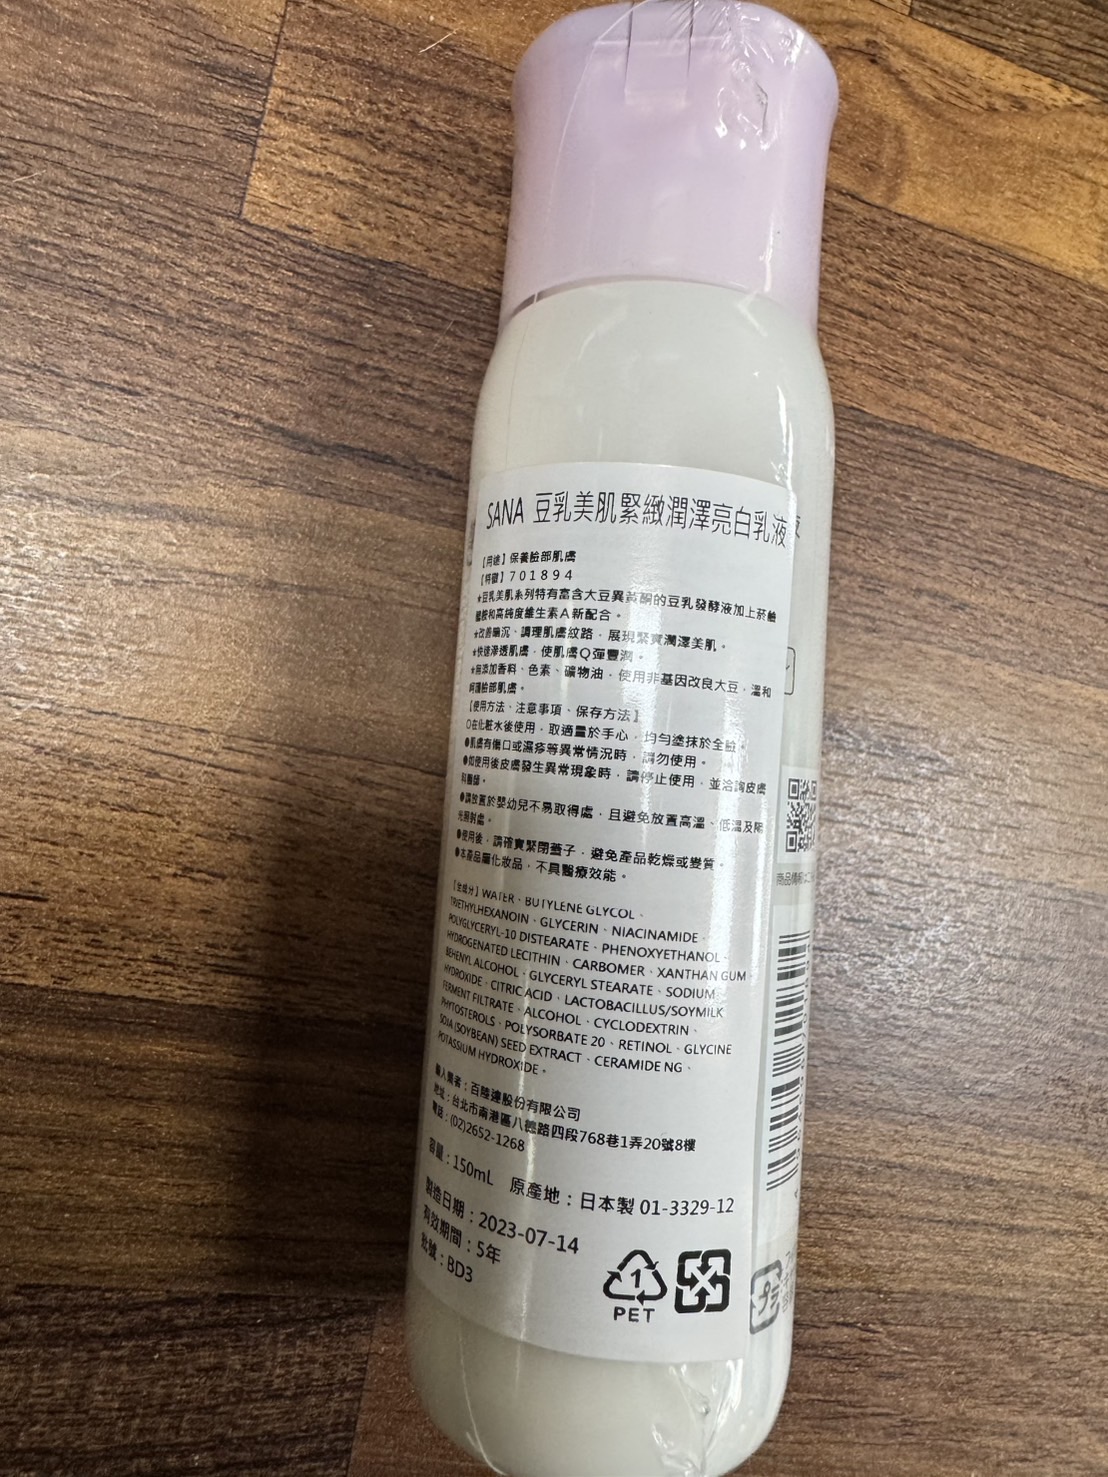 SANA 豆乳美肌緊緻潤澤亮白乳液
【用途】保養臉部肌膚
【特徵】701894
★豆乳美肌系列特有富含大豆異黃酮的豆乳發酵液加上菸鹼
醯胺和高純度維生素A新配合。
★改善暗沉、調理肌膚紋路，展現緊實潤澤美肌。
★快速滲透肌膚，使肌膚Q彈豐潤。
★無添加香料、色素、礦物油，使用非基因改良大豆，溫和
呵護臉部肌膚。
【使用方法、注意事項、保存方法】
○在化粧水後使用，取適量於手心，均勻塗抹於全臉。
●肌膚有傷口或濕疹等異常情況時，請勿使用。
●如使用後皮膚發生異常現象時，請停止使用，並洽詢皮膚
科醫師。
●請放置於嬰幼兒不易取得處，且避免放置高溫、低溫及陽
光照射處。
●使用後，請確實緊閉蓋子，避免產品乾燥或變質。
●本產品屬化妝品，不具醫療效能。
【全成分】WATER、BUTYLENE GLYCOL、
TRIETHYLHEXANOIN、GLYCERIN、NIACINAMIDE、
POLYGLYCERYL-10 DISTEARATE、PHENOXYETHANOL、
HYDROGENATED LECITHIN、CARBOMER、XANTHAN GUM、
BEHENYL ALCOHOL、GLYCERYL STEARATE、SODIUM
HYDROXIDE、CITRIC ACID、LACTOBACILLUS/SOYMILK
FERMENT FILTRATE、ALCOHOL、CYCLODEXTRIN、
PHYTOSTEROLS、POLYSORBATE 20、RETINOL、GLYCINE
SOJA (SOYBEAN) SEED EXTRACT、CERAMIDE NG、
POTASSIUM HYDROXIDE。
輸入業者：百陸達股份有限公司
地址：台北市南港區八德路四段768巷1弄20號8樓
電話：(02)2652-1268
容量：150mL 原產地：日本製 01-3329-12
製造日期：2023-07-14
有效期間：5年
批號：BD3
1
PET
プラ
商品情報は